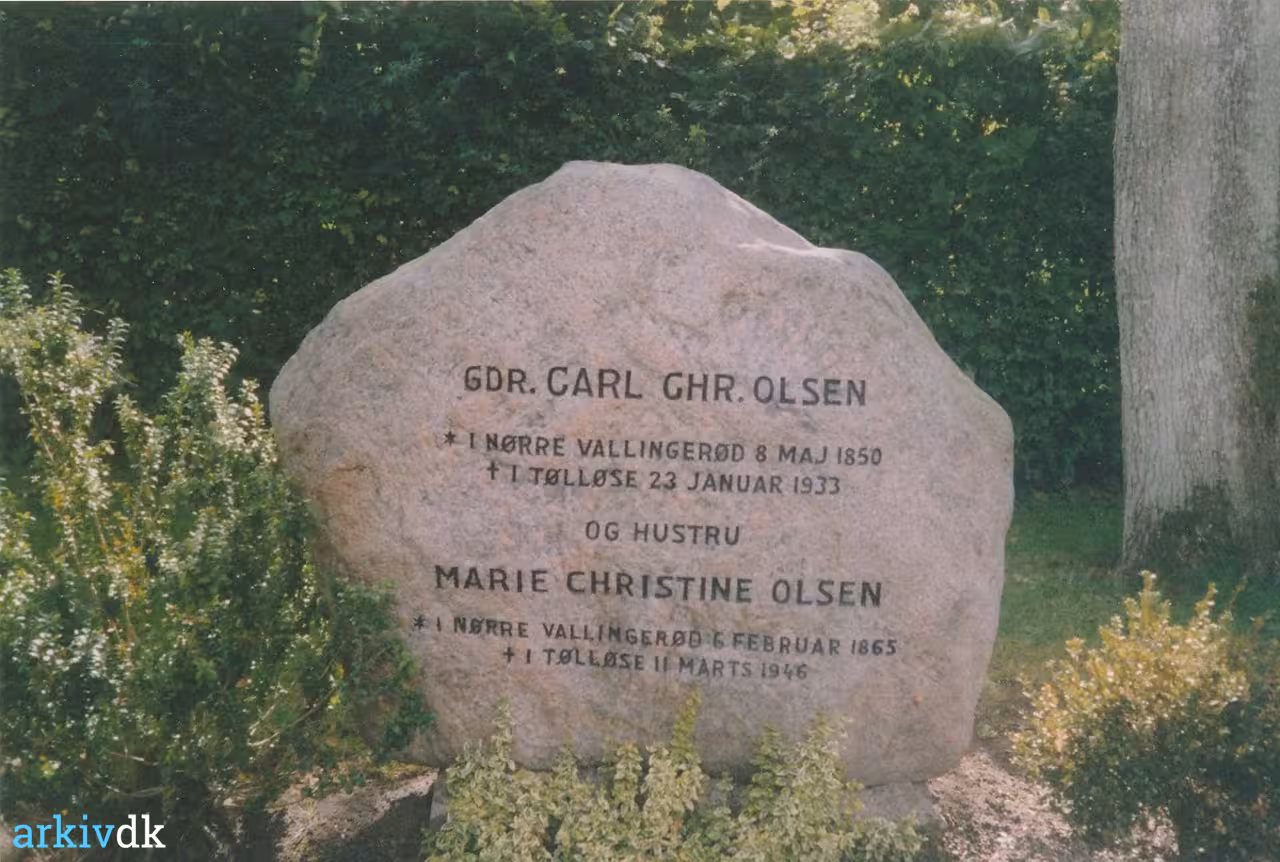 GDR. CARL CHR. OLSEN
* I NØRRE VALLINGERØD 8 MAJ 1850
† I TØLLØSE 23 JANUAR 1933
OG HUSTRU
MARIE CHRISTINE OLSEN
* I NØRRE VALLINGERØD 6 FEBRUAR 1865
† I TØLLØSE 11 MARTS 1946
arkivdk